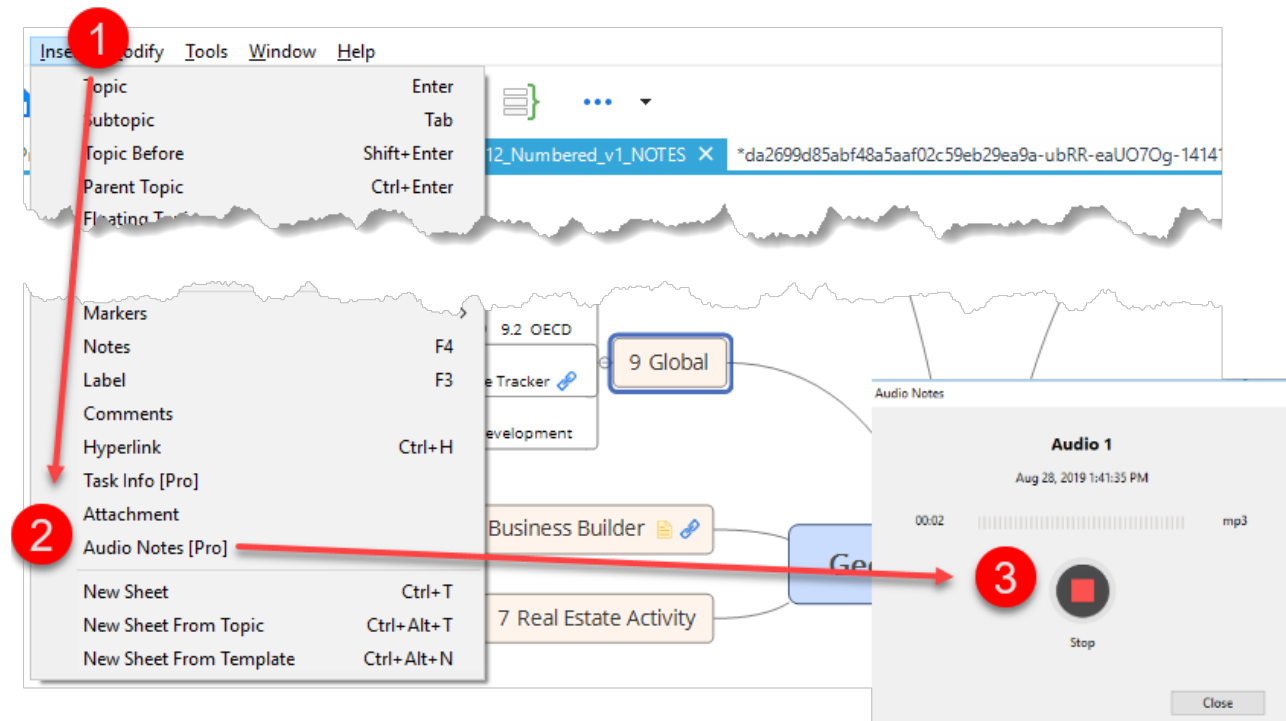 1
Tools Window Help
Topic Enter
Subtopic Tab
Topic Before Shift+Enter
12_Numbered_v1_NOTES *da2699d85abf48a5aaf02c59eb29ea9a-ubRR-eaUO7Og-14141
Parent Topic Ctrl+Enter
Floating
Markers
9.2 OECD
Notes F4
9 Global
Label F3
e Tracker
Comments
evelopment
Hyperlink Ctrl+H
Task Info [Pro]
Attachment
2
Audio Notes [Pro]
Business Builder
New Sheet Ctrl+T
New Sheet From Topic Ctrl+Alt+T
7 Real Estate Activity
New Sheet From Template Ctrl+Alt+N
Audio Notes
Audio 1
Aug 28, 2019 1:41:35 PM
00:02 mp3
3
Stop
Close